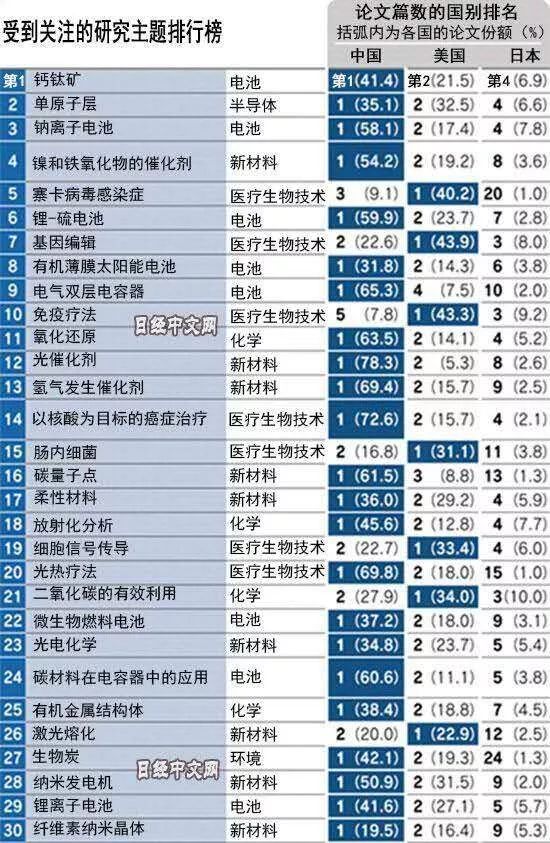 受到关注的研究主题排行榜
论文篇数的国别排名
括弧内为各国的论文份额（%）
中国 美国 日本
第1 钙钛矿 电池 第1(41.4) 第2(21.5) 第4(6.9)
2 单原子层 半导体 1(35.1) 2(32.5) 4(6.6)
3 钠离子电池 电池 1(58.1) 2(17.4) 4(7.8)
4 镍和铁氧化物的催化剂 新材料 1(54.2) 2(19.2) 8(3.6)
5 寨卡病毒感染症 医疗生物技术 3(9.1) 1(40.2) 20(1.0)
6 锂-硫电池 电池 1(59.9) 2(23.7) 7(2.8)
7 基因编辑 医疗生物技术 2(22.6) 1(43.9) 3(8.0)
8 有机薄膜太阳能电池 电池 1(31.8) 2(14.3) 6(3.8)
9 电气双层电容器 电池 1(65.3) 4(7.5) 10(2.0)
10 免疫疗法 医疗生物技术 5(7.8) 1(43.3) 3(9.2)
日经中文网
11 氧化还原 化学 1(63.5) 2(14.1) 4(5.2)
12 光催化剂 新材料 1(78.3) 2(5.3) 8(2.6)
13 氢气发生催化剂 新材料 1(69.4) 2(15.7) 9(2.5)
14 以核酸为目标的癌症治疗 医疗生物技术 1(72.6) 2(15.7) 4(2.1)
15 肠内细菌 医疗生物技术 2(16.8) 1(31.1) 11(3.8)
16 碳量子点 新材料 1(61.5) 3(8.8) 13(1.3)
17 柔性材料 新材料 1(36.0) 2(29.2) 4(5.9)
18 放射化分析 化学 1(45.6) 2(12.8) 4(7.7)
19 细胞信号传导 医疗生物技术 2(22.7) 1(33.4) 4(6.0)
20 光热疗法 医疗生物技术 1(69.8) 2(18.0) 15(1.0)
21 二氧化碳的有效利用 化学 2(27.9) 1(34.0) 3(10.0)
22 微生物燃料电池 电池 1(37.2) 2(18.0) 9(3.1)
23 光电化学 新材料 1(34.8) 2(23.7) 5(5.4)
24 碳材料在电容器中的应用 电池 1(60.6) 2(11.1) 5(3.8)
25 有机金属结构体 化学 1(38.4) 2(18.8) 7(4.5)
26 激光熔化 新材料 2(20.0) 1(22.9) 12(2.5)
27 生物炭 环境 1(42.1) 2(19.3) 24(1.3)
日经中文网
28 纳米发电机 新材料 1(50.9) 2(31.5) 9(2.0)
29 锂离子电池 电池 1(41.6) 2(27.1) 5(5.7)
30 纤维素纳米晶体 新材料 1(19.5) 2(16.4) 9(5.3)